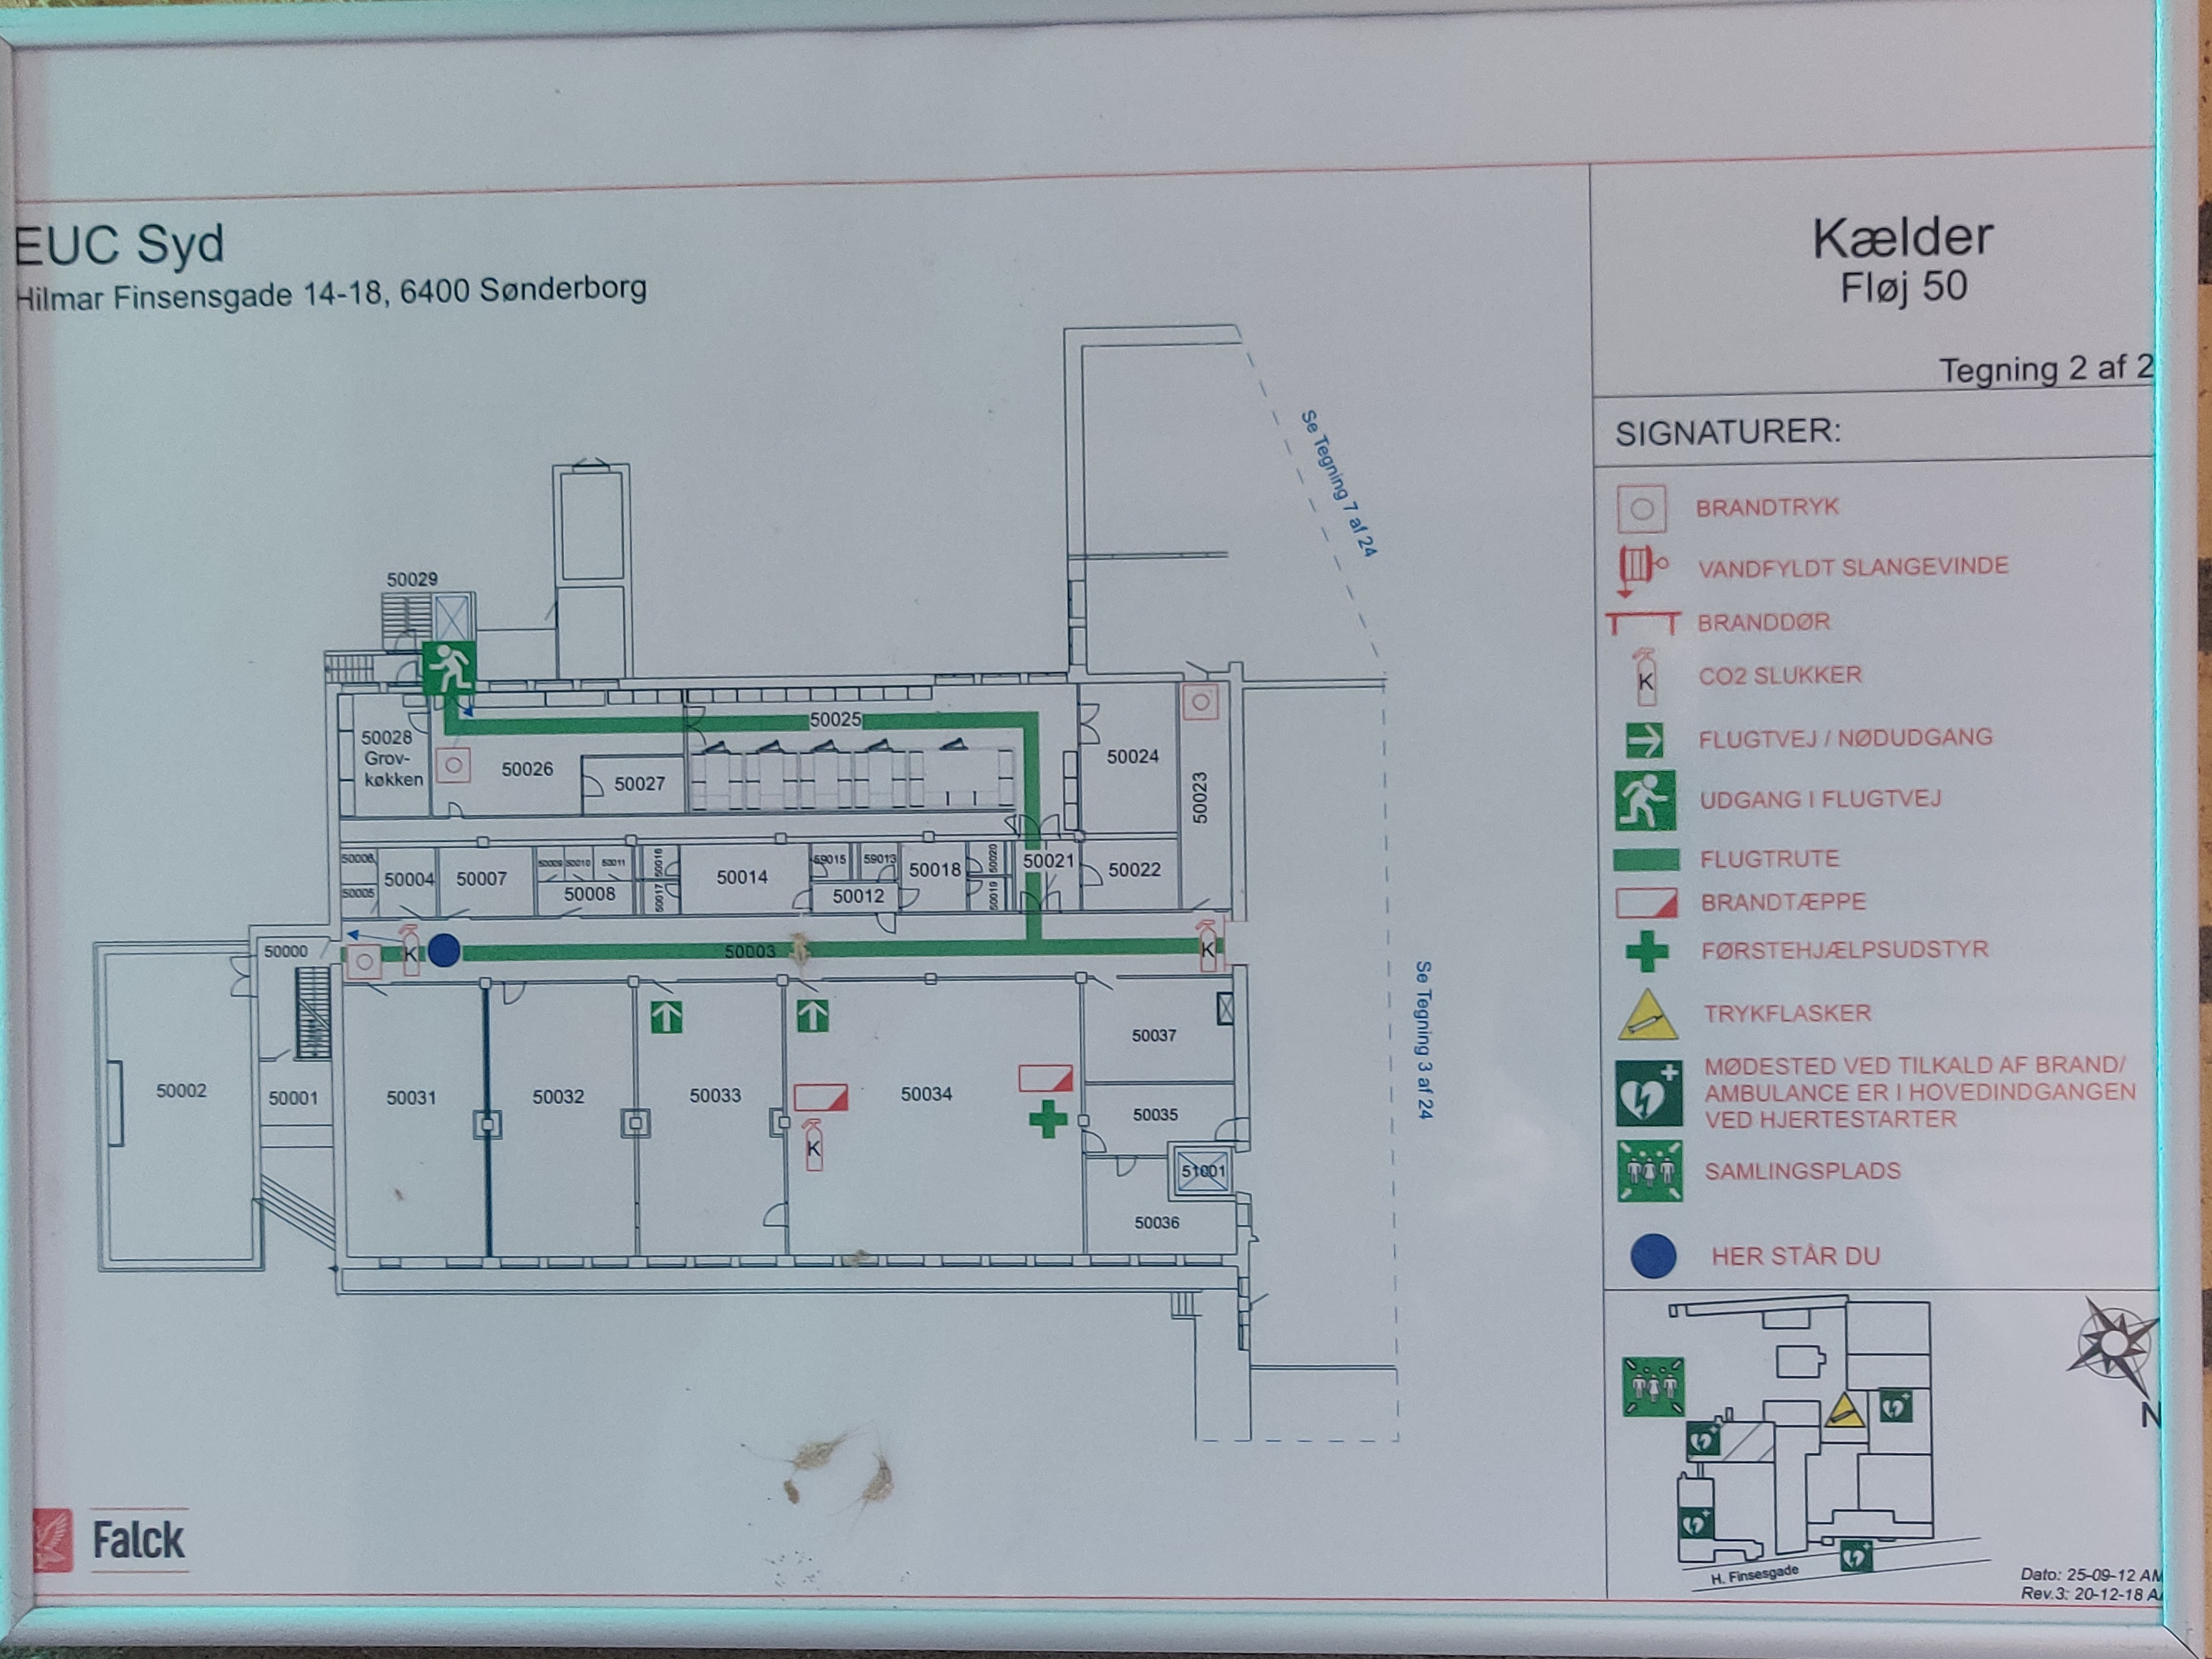 EUC Syd
Hilmar Finsensgade 14-18, 6400 Sønderborg
Kælder
Fløj 50
Tegning 2 af 2
SIGNATURER:
BRANDTRYK
VANDFYLDT SLANGEVINDE
BRANDDØR
K
CO2 SLUKKER
FLUGTVEJ / NØDUDGANG
UDGANG I FLUGTVEJ
FLUGTRUTE
BRANDTÆPPE
FØRSTEHJÆLPSUDSTYR
TRYKFLASKER
MØDESTED VED TILKALD AF BRAND/
AMBULANCE ER I HOVEDINDGANGEN
VED HJERTESTARTER
SAMLINGSPLADS
HER STÅR DU
Se Tegning 7 af 24
Se Tegning 3 af 24
50029
50028
Grov-
køkken
50026
50027
50025
50024
50023
50006
50005
50004
50007
50009
50010
50011
50008
50016
50017
50014
59015
59013
50012
50018
50020
50019
50021
50022
50000
K
50003
K
50002
50001
50031
50032
50033
50034
K
50037
50035
51001
50036
N
H. Finsesgade
Dato: 25-09-12 AM
Rev.3: 20-12-18 A
Falck